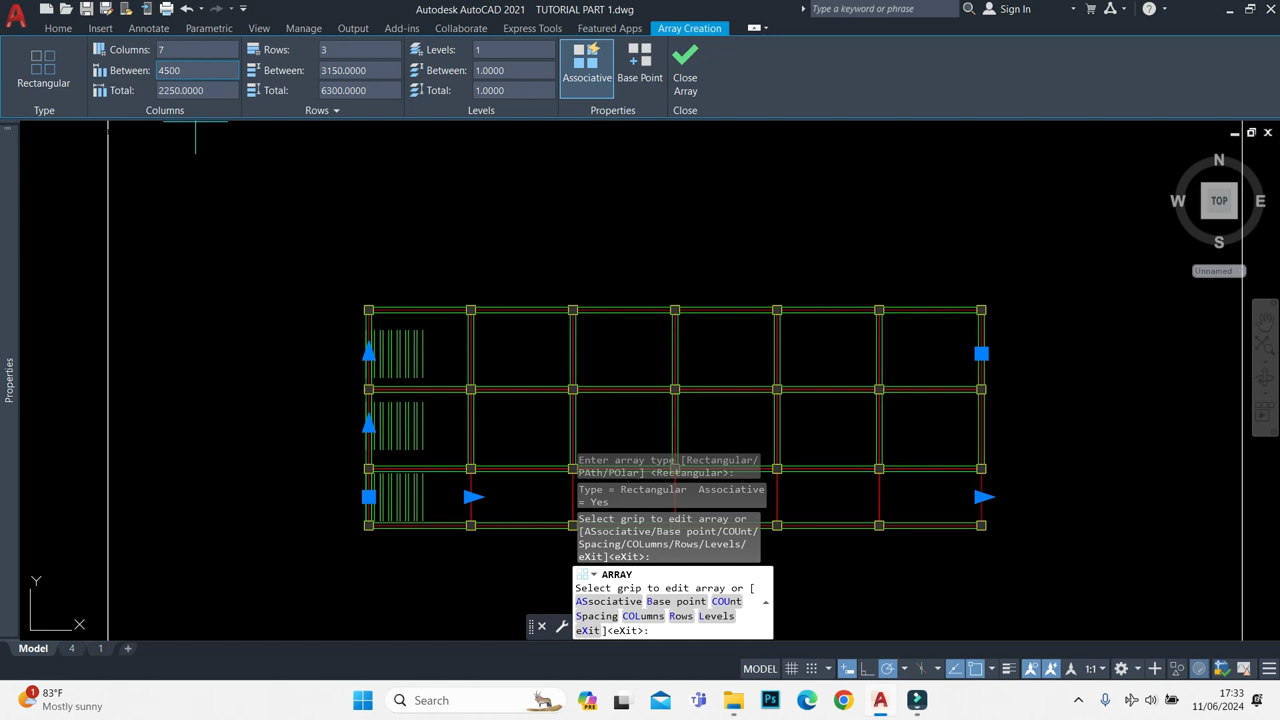 Autodesk AutoCAD 2021 TUTORIAL PART 1.dwg
Type a keyword or phrase
Sign In
Home Insert Annotate Parametric View Manage Output Add-ins Collaborate Express Tools Featured Apps Array Creation
Columns: 7
Rows: 3
Levels: 1
Between: 4500
Between: 3150.0000
Between: 1.0000
Rectangular
Associative
Base Point
Close
Array
Total: 2250.0000
Total: 6300.0000
Total: 1.0000
Type
Columns
Rows
Levels
Properties
Close
N
W
TOP
E
S
Unnamed
Properties
Enter array type [Rectangular/
PAth/POlar] <Rectangular>:
Type = Rectangular Associative
= Yes
Select grip to edit array or
[ASsociative/Base point/COUnt/
Spacing/COLumns/Rows/Levels/
eXit]<eXit>:
ARRAY
Select grip to edit array or [
ASsociative Base point COUnt
Spacing COLumns Rows Levels
eXit]<eXit>:
Y
X
Model 4 1 +
MODEL
1:1
1
83°F
Mostly sunny
Search
PRE
Ps
A
17:33
11/06/2024